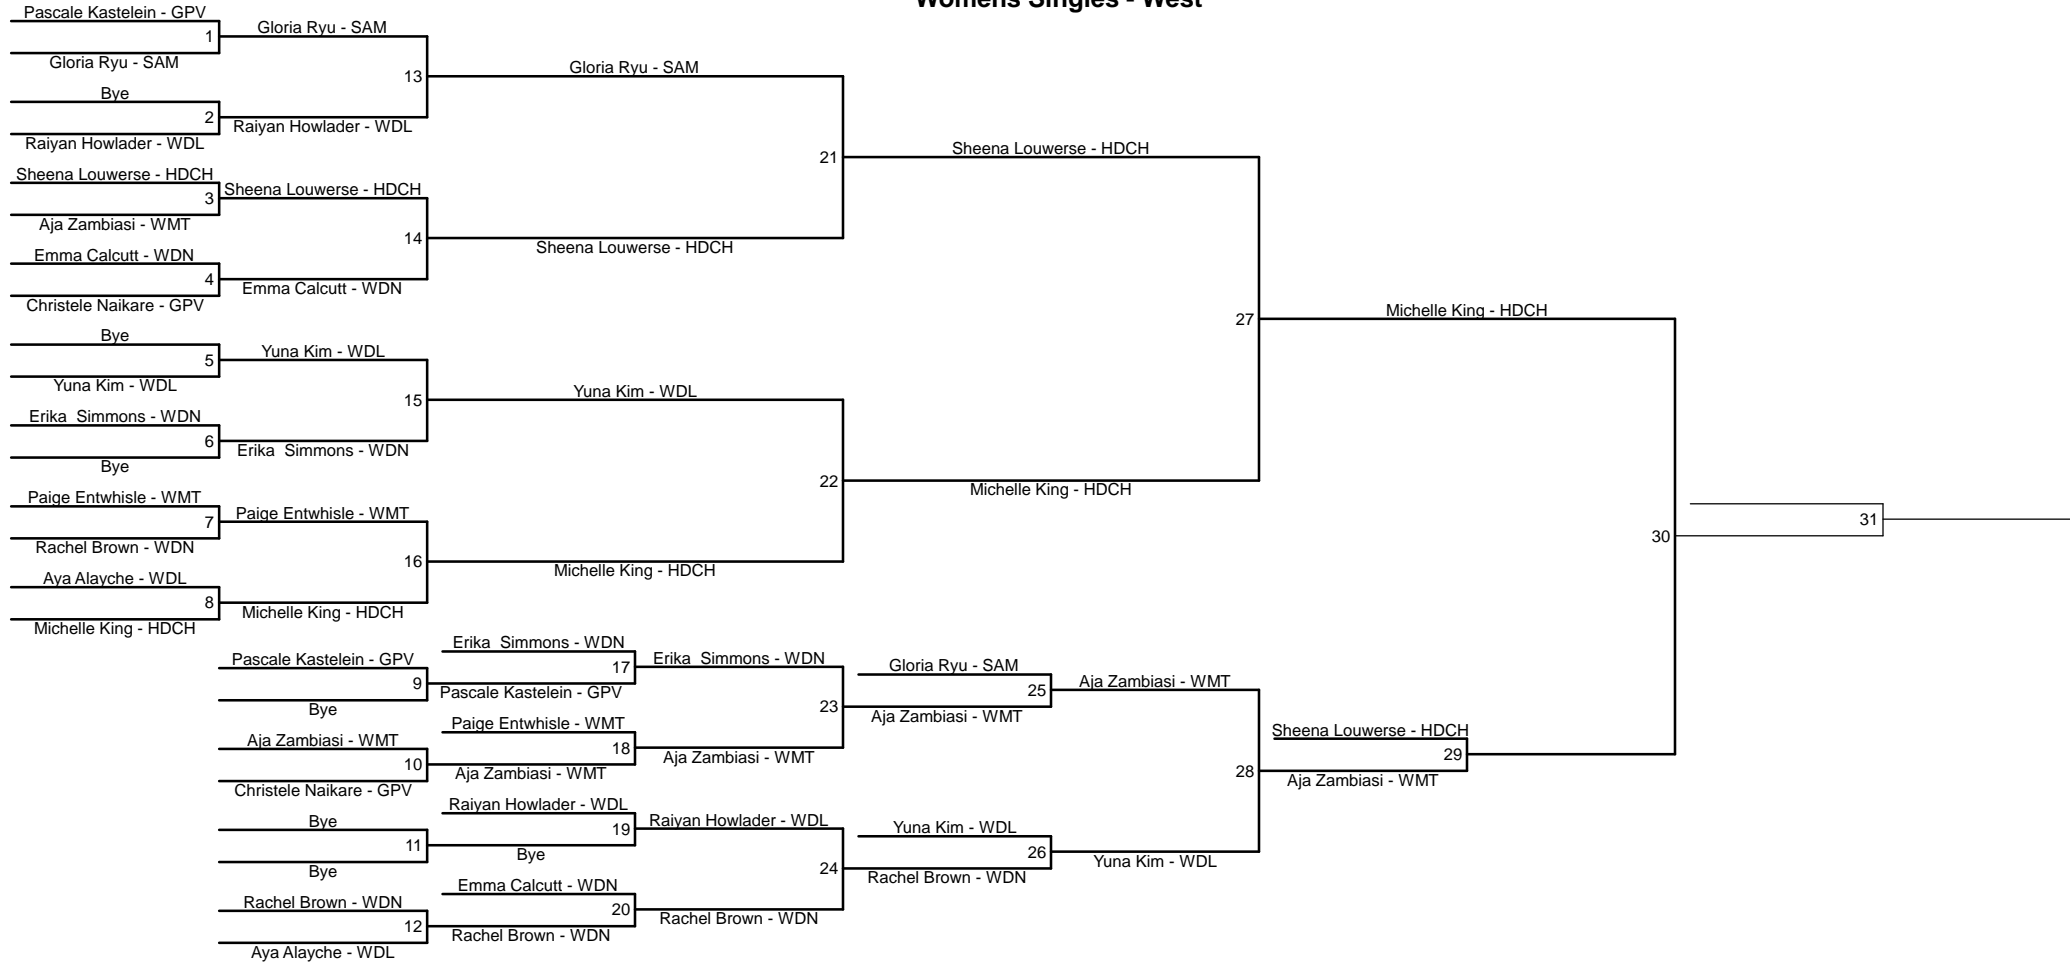 Womens Singles - West
Pascale Kastelein - GPV
1
Gloria Ryu - SAM
Gloria Ryu - SAM
13
Gloria Ryu - SAM
Bye
2
Raiyan Howlader - WDL
Raiyan Howlader - WDL
21
Sheena Louwerse - HDCH
Sheena Louwerse - HDCH
3
Sheena Louwerse - HDCH
Aja Zambiasi - WMT
14
Sheena Louwerse - HDCH
Emma Calcutt - WDN
4
Emma Calcutt - WDN
Christele Naikare - GPV
27
Michelle King - HDCH
Bye
5
Yuna Kim - WDL
Yuna Kim - WDL
15
Yuna Kim - WDL
Erika  Simmons - WDN
6
Erika  Simmons - WDN
Bye
22
Michelle King - HDCH
Paige Entwhisle - WMT
7
Paige Entwhisle - WMT
Rachel Brown - WDN
16
Michelle King - HDCH
Aya Alayche - WDL
8
Michelle King - HDCH
Michelle King - HDCH
30
31
Pascale Kastelein - GPV
9
Bye
Erika  Simmons - WDN
17
Pascale Kastelein - GPV
Erika  Simmons - WDN
23
Gloria Ryu - SAM
25
Aja Zambiasi - WMT
Aja Zambiasi - WMT
Aja Zambiasi - WMT
10
Christele Naikare - GPV
Paige Entwhisle - WMT
18
Aja Zambiasi - WMT
Aja Zambiasi - WMT
28
Sheena Louwerse - HDCH
29
Aja Zambiasi - WMT
Bye
11
Bye
Raiyan Howlader - WDL
19
Bye
Raiyan Howlader - WDL
24
Yuna Kim - WDL
26
Rachel Brown - WDN
Yuna Kim - WDL
Rachel Brown - WDN
12
Aya Alayche - WDL
Emma Calcutt - WDN
20
Rachel Brown - WDN
Rachel Brown - WDN